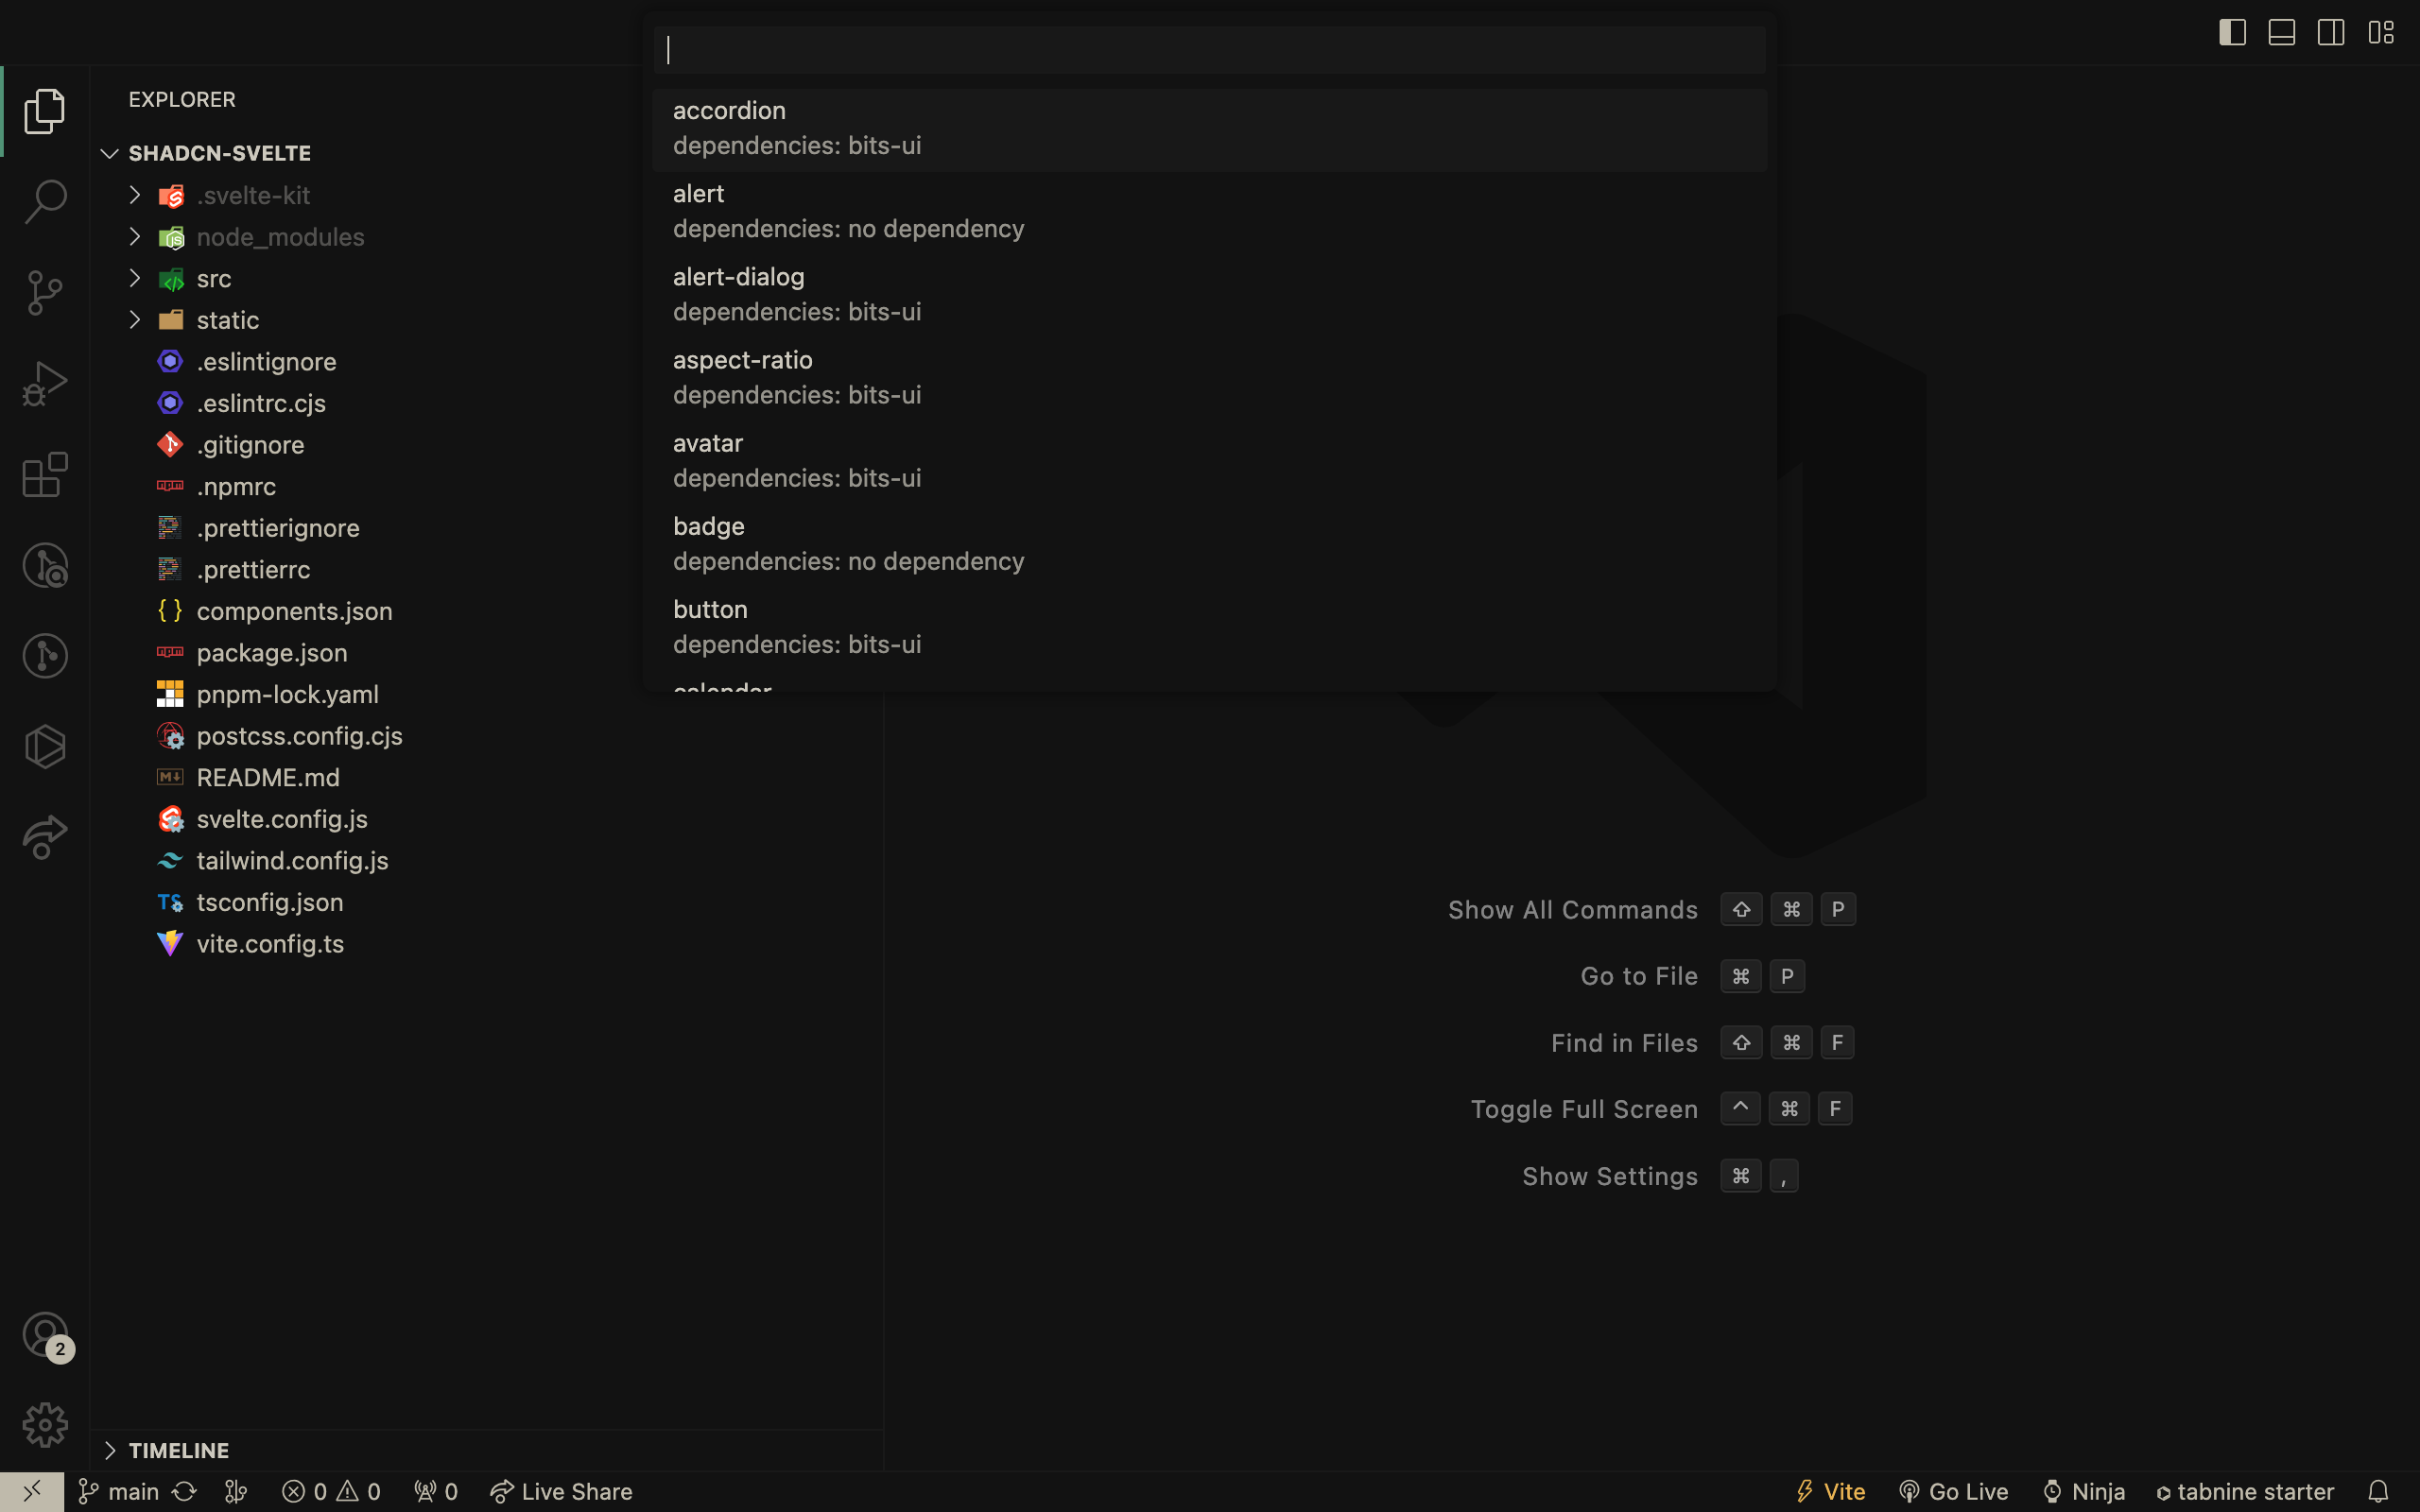 EXPLORER
SHADCN-SVELTE
.svelte-kit
node_modules
src
static
.eslintignore
.eslintrc.cjs
.gitignore
.npmrc
.prettierignore
.prettierrc
components.json
package.json
pnpm-lock.yaml
postcss.config.cjs
README.md
svelte.config.js
tailwind.config.js
tsconfig.json
vite.config.ts
TIMELINE
accordion
dependencies: bits-ui
alert
dependencies: no dependency
alert-dialog
dependencies: bits-ui
aspect-ratio
dependencies: bits-ui
avatar
dependencies: bits-ui
badge
dependencies: no dependency
button
dependencies: bits-ui
calendar
Show All Commands ⇧ ⌘ P
Go to File ⌘ P
Find in Files ⇧ ⌘ F
Toggle Full Screen ^ ⌘ F
Show Settings ⌘ ,
2
main 0 0 0 Live Share Vite Go Live Ninja tabnine starter